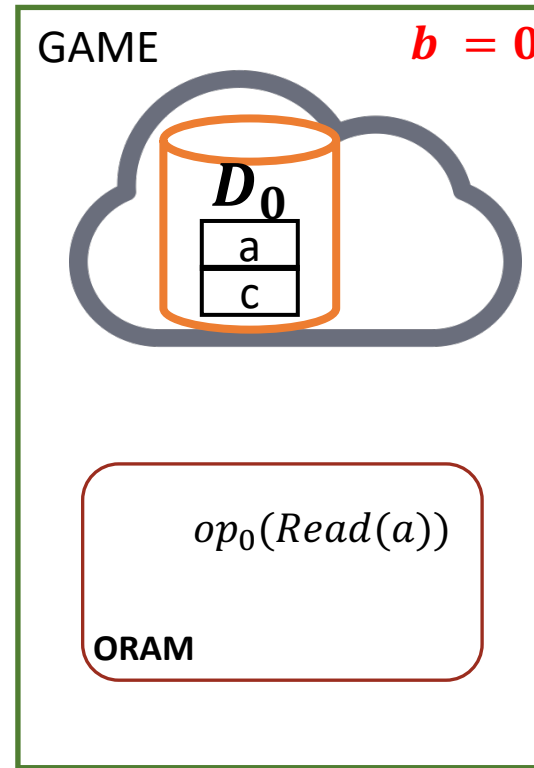 GAME b = 0
D₀
a
c
op₀(Read(a))
ORAM